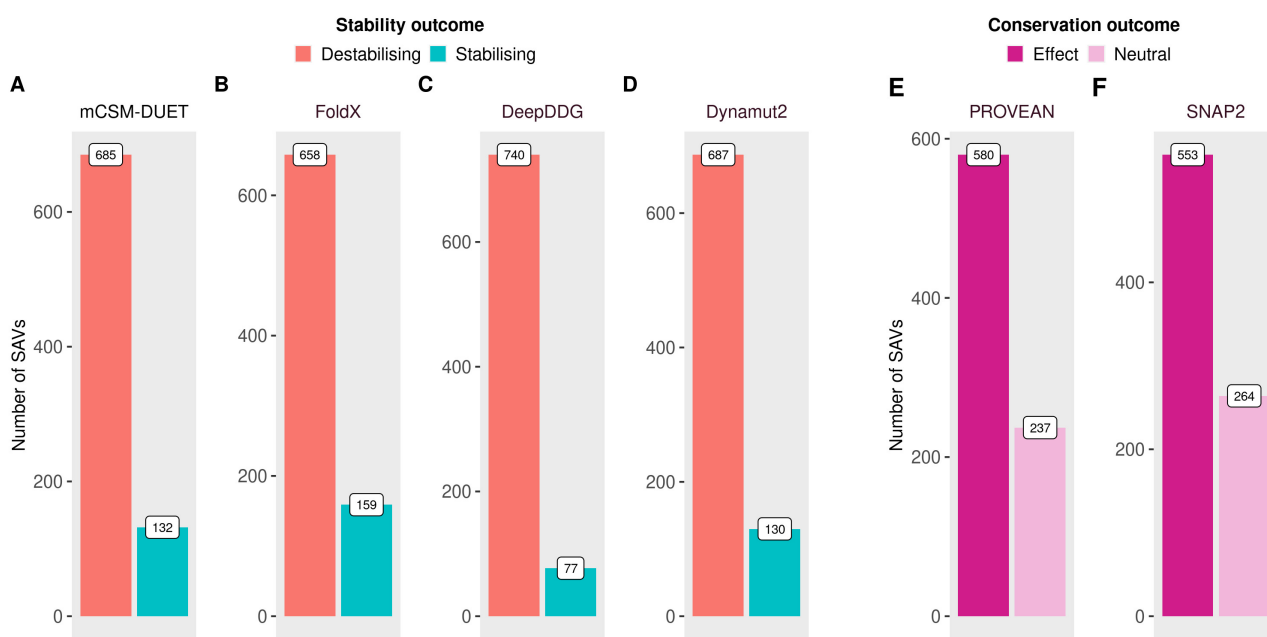 Stability outcome
Destabilising Stabilising
Conservation outcome
Effect Neutral
A
mCSM-DUET
Number of SAVs
600
400
200
0
685
132
B
FoldX
600
400
200
0
658
159
C
DeepDDG
600
400
200
0
740
77
D
Dynamut2
600
400
200
0
687
130
E
PROVEAN
Number of SAVs
600
400
200
0
580
237
F
SNAP2
400
200
0
553
264